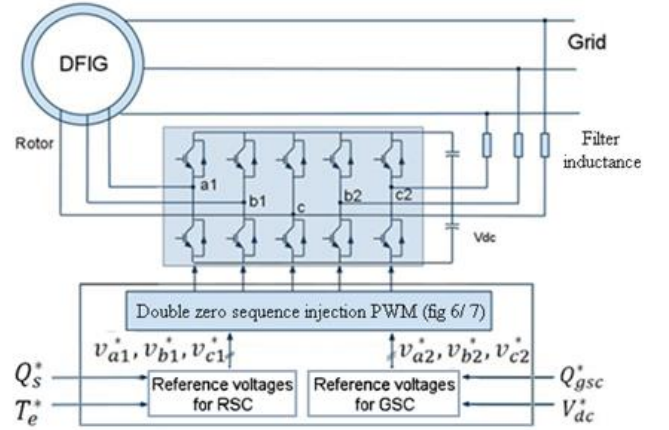 DFIG
Grid
Rotor
Filter
inductance
a1
b1
c
b2
c2
Vdc
Double zero sequence injection PWM (fig 6/ 7)
v*a1, v*b1, v*c1
v*a2, v*b2, v*c2
Q*s
T*e
Reference voltages
for RSC
Reference voltages
for GSC
Q*gsc
V*dc